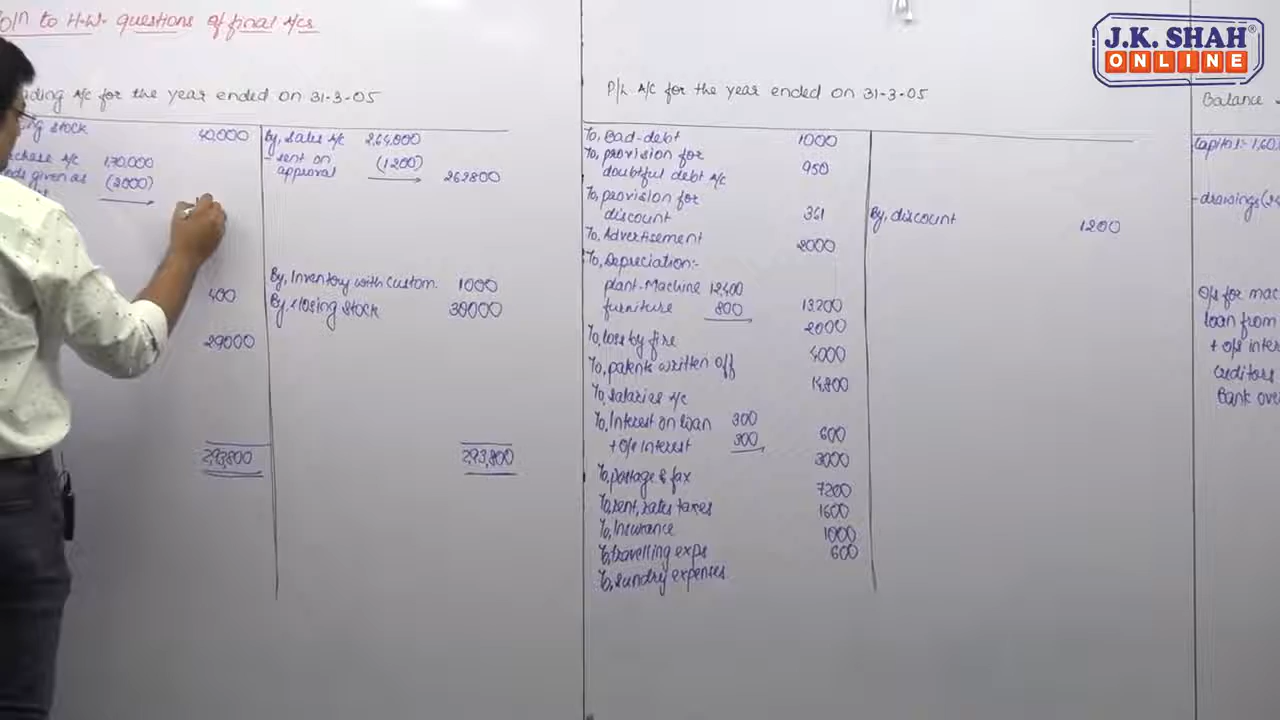 to H.W. questions of final A/cs
J.K. SHAH®
ONLINE
A/c for the year ended on 31-3-05
stock 40,000
A/c 170,000
given as (2000)
400
29000
293,800
By, Sales A/c 2,64,000
- sent on approval (1200) 262800
By, Inventory with custom. 1000
By, closing stock 30000
293,800
P/L A/c for the year ended on 31-3-05
To, Bad-debt 1000
To, provision for
doubtful debt A/c 950
To, provision for
discount 361
To, Advertisement 2000
To, Depreciation:-
plant-Machine 12,400
furniture 800 13200
To, loss by fire 2000
To, patents written off 4000
To, salaries A/c 14,800
To, Interest on loan 300
+ O/s interest 300 600
To, postage & fax 3000
To, rent, rates taxes 7200
To, Insurance 1600
To, travelling exps 1000
To, sundry expenses 600
By, discount 1200
Balance
Capital:- 1,60,
- drawings
O/s for mac
loan from
+ O/s inter
creditors
Bank over